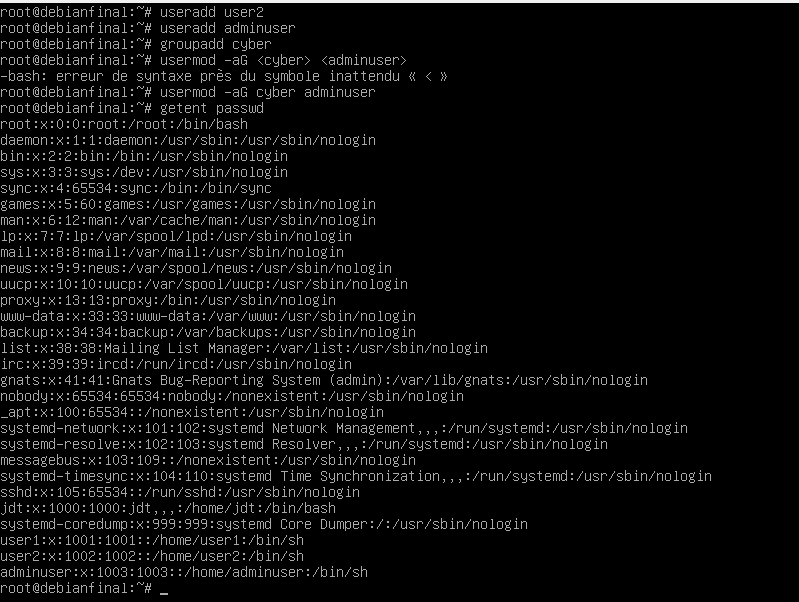 root@debianfinal:~# useradd user2
root@debianfinal:~# useradd adminuser
root@debianfinal:~# groupadd cyber
root@debianfinal:~# usermod -aG <cyber> <adminuser>
-bash: erreur de syntaxe près du symbole inattendu « < »
root@debianfinal:~# usermod -aG cyber adminuser
root@debianfinal:~# getent passwd
root:x:0:0:root:/root:/bin/bash
daemon:x:1:1:daemon:/usr/sbin:/usr/sbin/nologin
bin:x:2:2:bin:/bin:/usr/sbin/nologin
sys:x:3:3:sys:/dev:/usr/sbin/nologin
sync:x:4:65534:sync:/bin:/bin/sync
games:x:5:60:games:/usr/games:/usr/sbin/nologin
man:x:6:12:man:/var/cache/man:/usr/sbin/nologin
lp:x:7:7:lp:/var/spool/lpd:/usr/sbin/nologin
mail:x:8:8:mail:/var/mail:/usr/sbin/nologin
news:x:9:9:news:/var/spool/news:/usr/sbin/nologin
uucp:x:10:10:uucp:/var/spool/uucp:/usr/sbin/nologin
proxy:x:13:13:proxy:/bin:/usr/sbin/nologin
www-data:x:33:33:www-data:/var/www:/usr/sbin/nologin
backup:x:34:34:backup:/var/backups:/usr/sbin/nologin
list:x:38:38:Mailing List Manager:/var/list:/usr/sbin/nologin
irc:x:39:39:ircd:/run/ircd:/usr/sbin/nologin
gnats:x:41:41:Gnats Bug-Reporting System (admin):/var/lib/gnats:/usr/sbin/nologin
nobody:x:65534:65534:nobody:/nonexistent:/usr/sbin/nologin
_apt:x:100:65534::/nonexistent:/usr/sbin/nologin
systemd-network:x:101:102:systemd Network Management,,,:/run/systemd:/usr/sbin/nologin
systemd-resolve:x:102:103:systemd Resolver,,,:/run/systemd:/usr/sbin/nologin
messagebus:x:103:109::/nonexistent:/usr/sbin/nologin
systemd-timesync:x:104:110:systemd Time Synchronization,,,:/run/systemd:/usr/sbin/nologin
sshd:x:105:65534::/run/sshd:/usr/sbin/nologin
jdt:x:1000:1000:jdt,,,:/home/jdt:/bin/bash
systemd-coredump:x:999:999:systemd Core Dumper:/:/usr/sbin/nologin
user1:x:1001:1001::/home/user1:/bin/sh
user2:x:1002:1002::/home/user2:/bin/sh
adminuser:x:1003:1003::/home/adminuser:/bin/sh
root@debianfinal:~# _